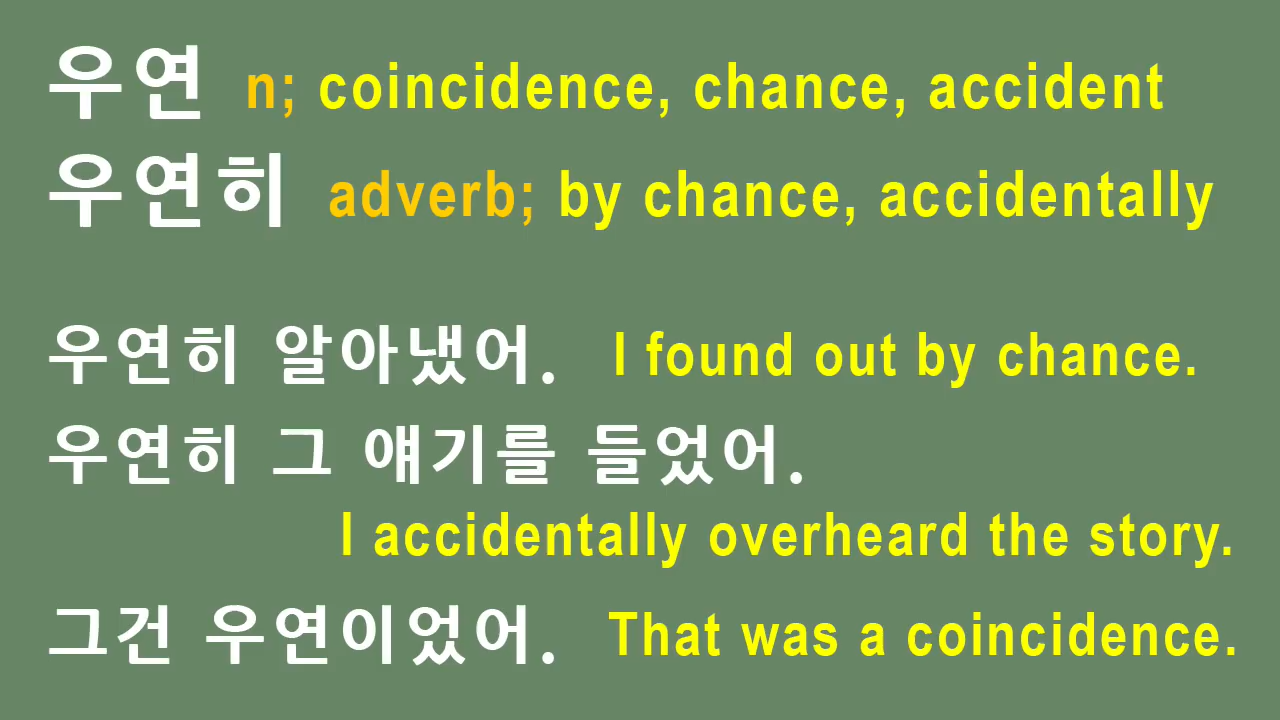 우연 n; coincidence, chance, accident
우연히 adverb; by chance, accidentally
우연히 알아냈어. I found out by chance.
우연히 그 얘기를 들었어.
I accidentally overheard the story.
그건 우연이었어. That was a coincidence.